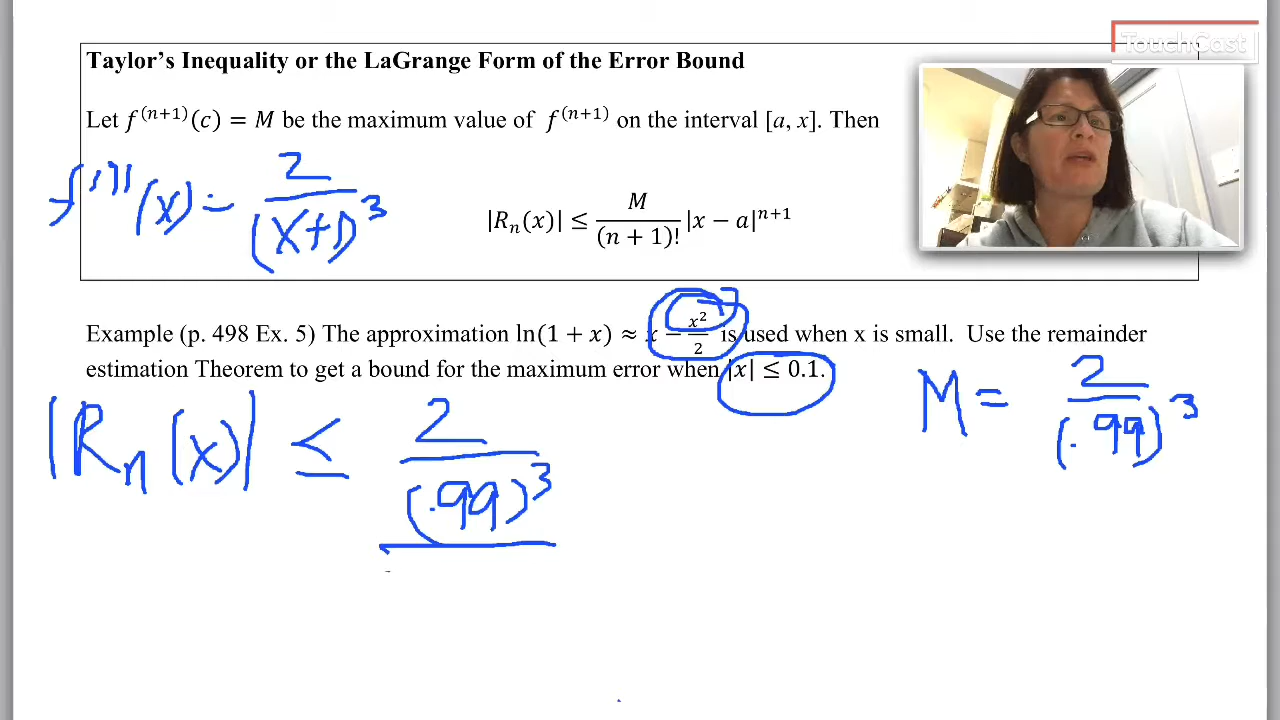 TouchCast
Taylor's Inequality or the LaGrange Form of the Error Bound
Let f^(n+1)(c) = M be the maximum value of f^(n+1) on the interval [a, x]. Then
f'''(x) = 2/(x+1)^3
|R_n(x)| ≤ M/(n + 1)! |x − a|^(n+1)
Example (p. 498 Ex. 5) The approximation ln(1 + x) ≈ x − x²/2 is used when x is small. Use the remainder
estimation Theorem to get a bound for the maximum error when |x| ≤ 0.1.
M = 2/(.99)^3
|R_n(x)| ≤ 2/(.99)^3